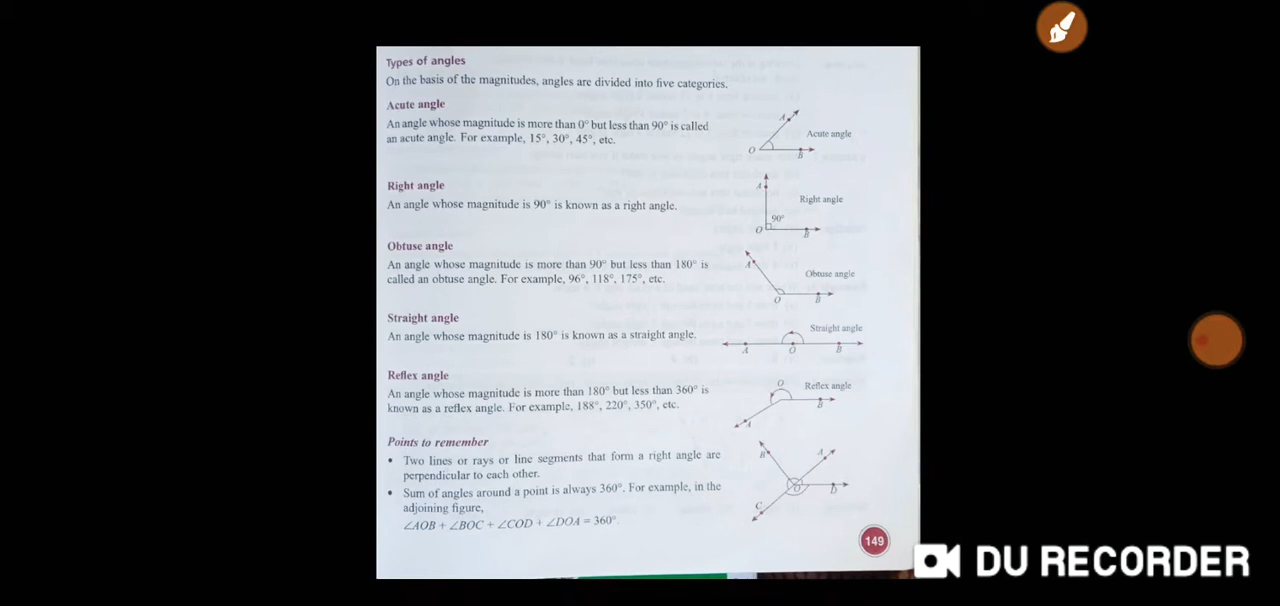 Types of angles
On the basis of the magnitudes, angles are divided into five categories.
Acute angle
An angle whose magnitude is more than 0° but less than 90° is called
an acute angle. For example, 15°, 30°, 45°, etc.
A
O
B
Acute angle
Right angle
An angle whose magnitude is 90° is known as a right angle.
A
90°
O
B
Right angle
Obtuse angle
An angle whose magnitude is more than 90° but less than 180° is
called an obtuse angle. For example, 96°, 118°, 175°, etc.
A
O
B
Obtuse angle
Straight angle
An angle whose magnitude is 180° is known as a straight angle.
Straight angle
A
O
B
Reflex angle
An angle whose magnitude is more than 180° but less than 360° is
known as a reflex angle. For example, 188°, 220°, 350°, etc.
O
Reflex angle
B
A
Points to remember
• Two lines or rays or line segments that form a right angle are
perpendicular to each other.
• Sum of angles around a point is always 360°. For example, in the
adjoining figure,
∠AOB + ∠BOC + ∠COD + ∠DOA = 360°.
B
A
O
D
C
149
DU RECORDER